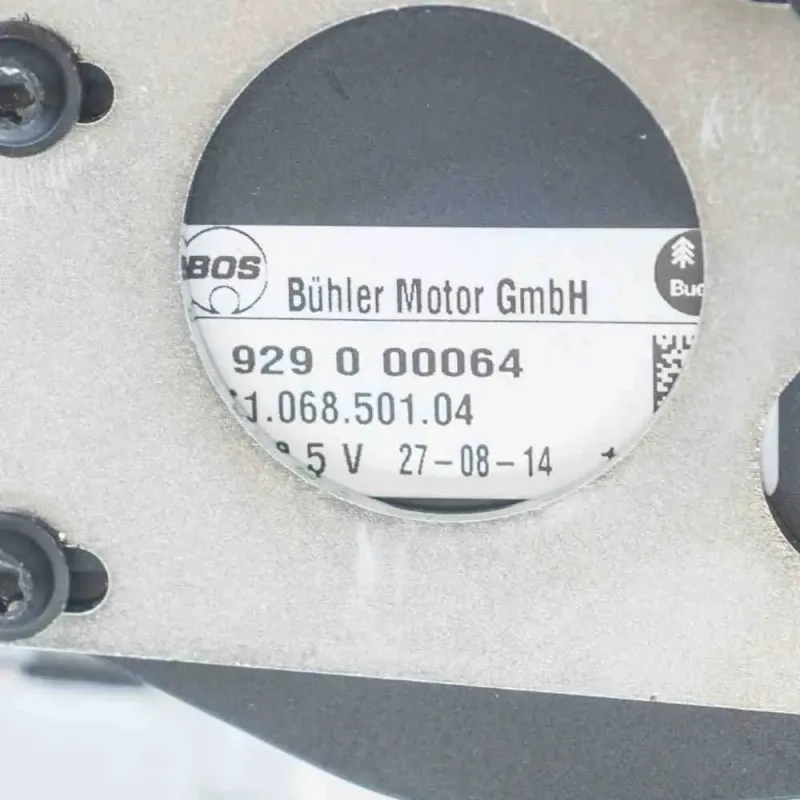 BOS
Bühler Motor GmbH
929 0 00064
1.068.501.04
5 V 27-08-14